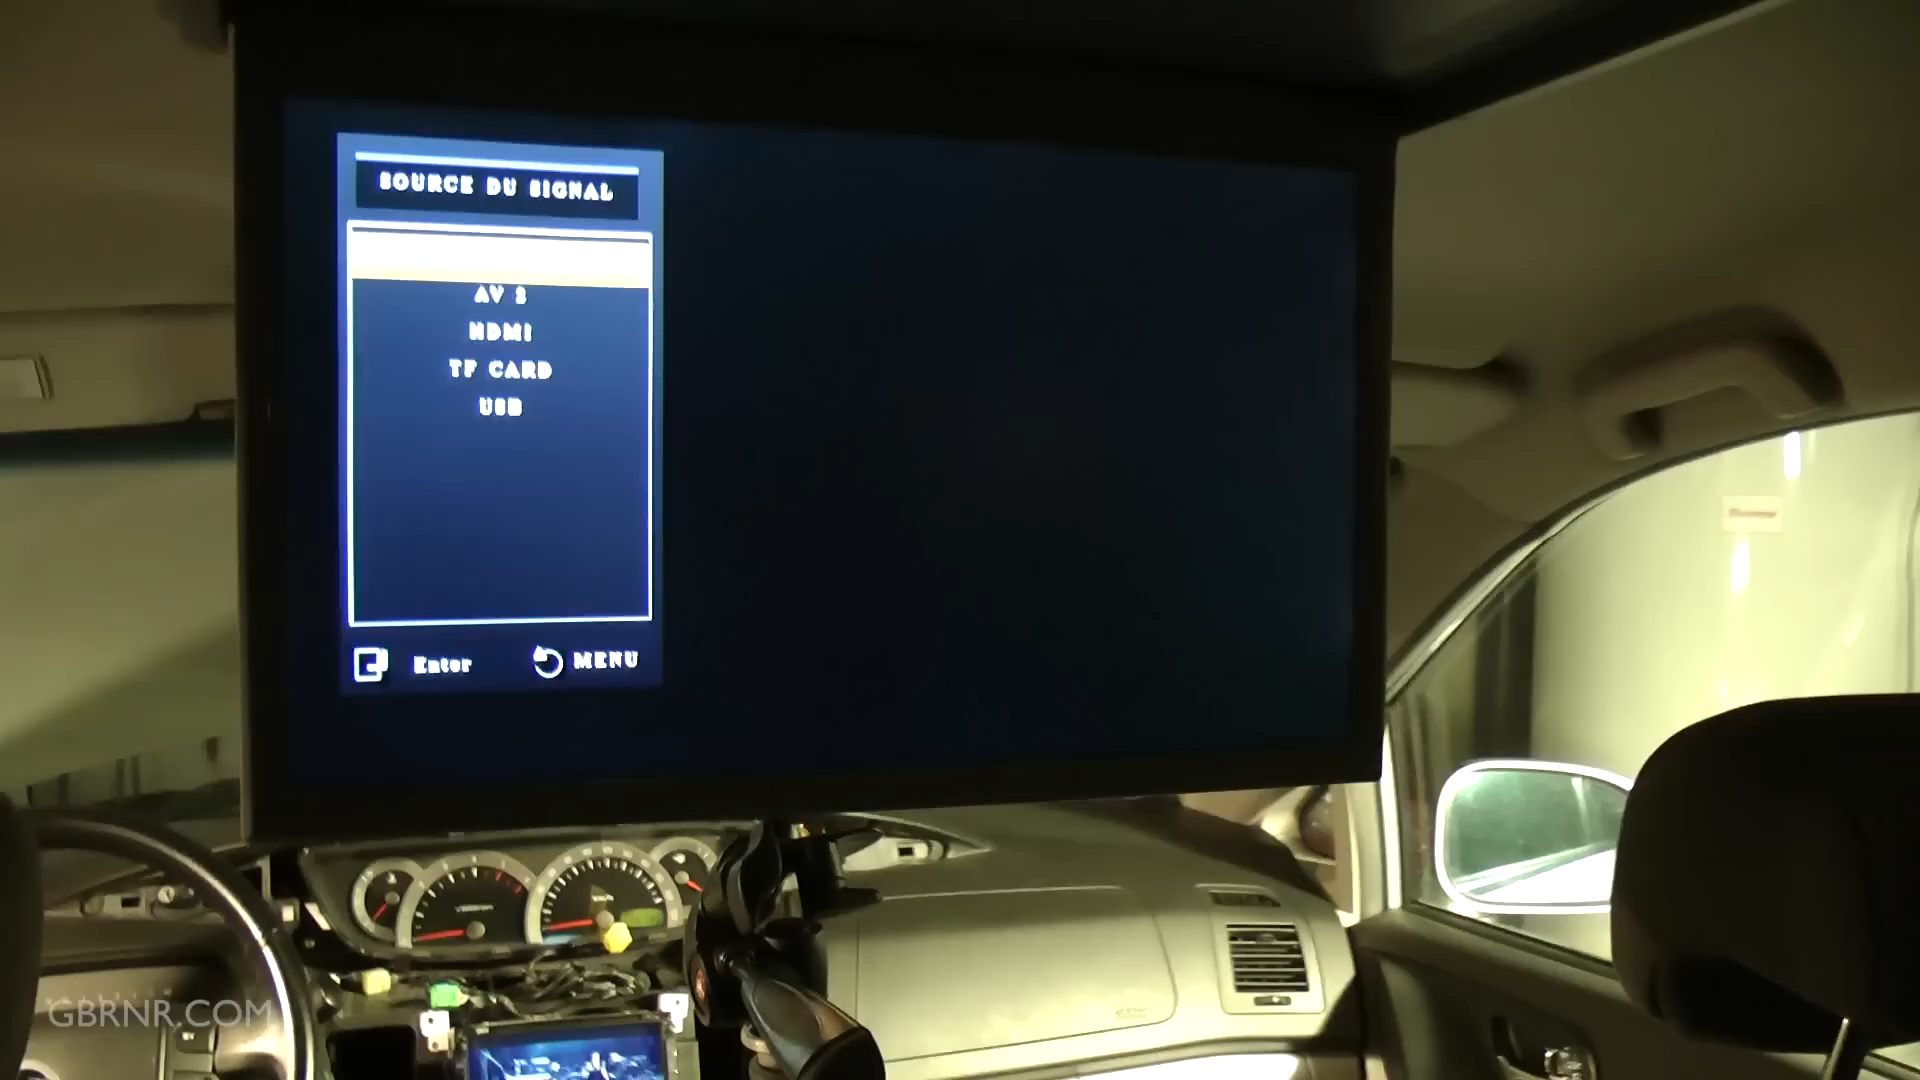 SOURCE DU SIGNAL
AV 2
HDMI
TF CARD
USB
Enter
MENU
GBRNR.COM